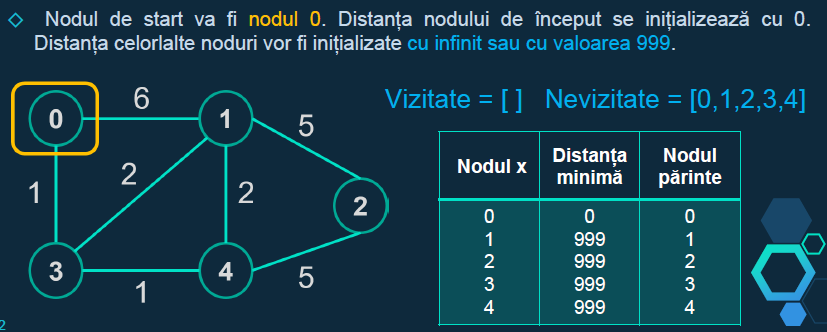 Nodul de start va fi nodul 0. Distanța nodului de început se inițializează cu 0.
Distanța celorlalte noduri vor fi inițializate cu infinit sau cu valoarea 999.
Vizitate = [ ] Nevizitate = [0,1,2,3,4]
0
6
1
5
2
1
2
2
3
4
1
5
Nodul x Distanța minimă Nodul părinte
0 0 0
1 999 1
2 999 2
3 999 3
4 999 4
2